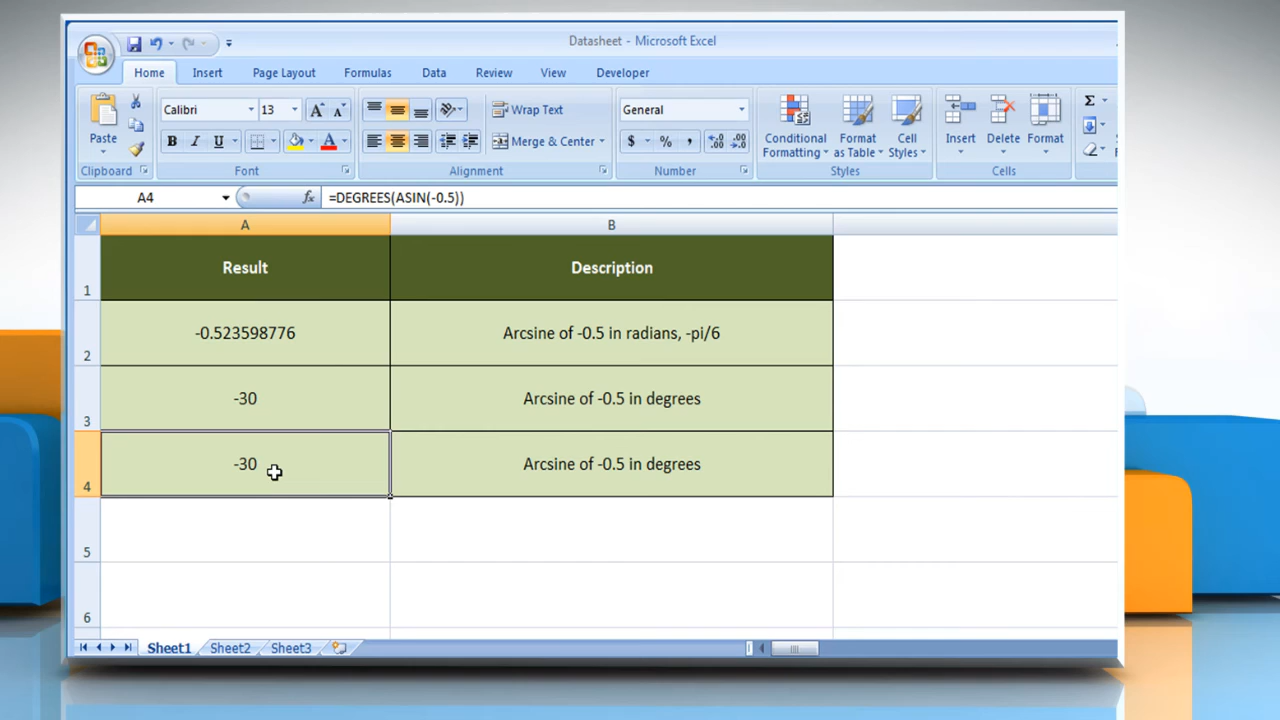 Datasheet - Microsoft Excel
Home Insert Page Layout Formulas Data Review View Developer
Calibri 13 Wrap Text General
Paste Conditional Formatting Format as Table Cell Styles Insert Delete Format
B I U Merge & Center $ % ,
Clipboard Font Alignment Number Styles Cells
A4 fx =DEGREES(ASIN(-0.5))
A B
1 Result Description
2 -0.523598776 Arcsine of -0.5 in radians, -pi/6
3 -30 Arcsine of -0.5 in degrees
4 -30 Arcsine of -0.5 in degrees
5
6
Sheet1 Sheet2 Sheet3